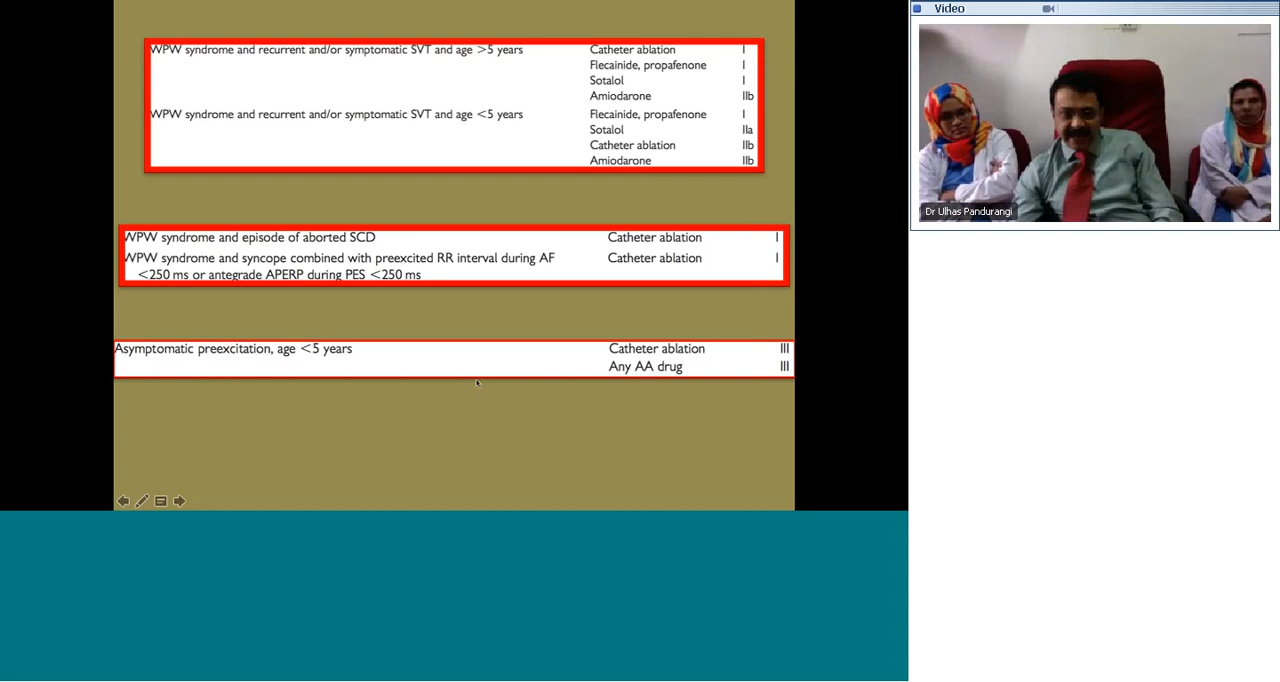 WPW syndrome and recurrent and/or symptomatic SVT and age >5 years Catheter ablation I
Flecainide, propafenone I
Sotalol I
Amiodarone IIb
WPW syndrome and recurrent and/or symptomatic SVT and age <5 years Flecainide, propafenone I
Sotalol IIa
Catheter ablation IIb
Amiodarone IIb
WPW syndrome and episode of aborted SCD Catheter ablation I
WPW syndrome and syncope combined with preexcited RR interval during AF Catheter ablation I
<250 ms or antegrade APERP during PES <250 ms
Asymptomatic preexcitation, age <5 years Catheter ablation III
Any AA drug III
Video
Dr Ulhas Pandurangi